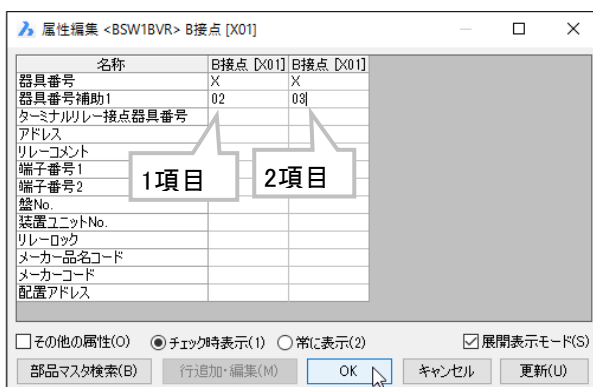 属性編集 <BSW1BVR> B接点 [X01]
名称 B接点 [X01] B接点 [X01]
器具番号 X X
器具番号補助1 02 03
ターミナルリレー接点器具番号
アドレス
リレーコメント
端子番号1
端子番号2
1項目 2項目
盤No.
装置ユニットNo.
リレーロック
メーカー品名コード
メーカーコード
配置アドレス
その他の属性(O) チェック時表示(1) 常に表示(2) 展開表示モード(S)
部品マスタ検索(B) 行追加・編集(M) OK キャンセル 更新(U)